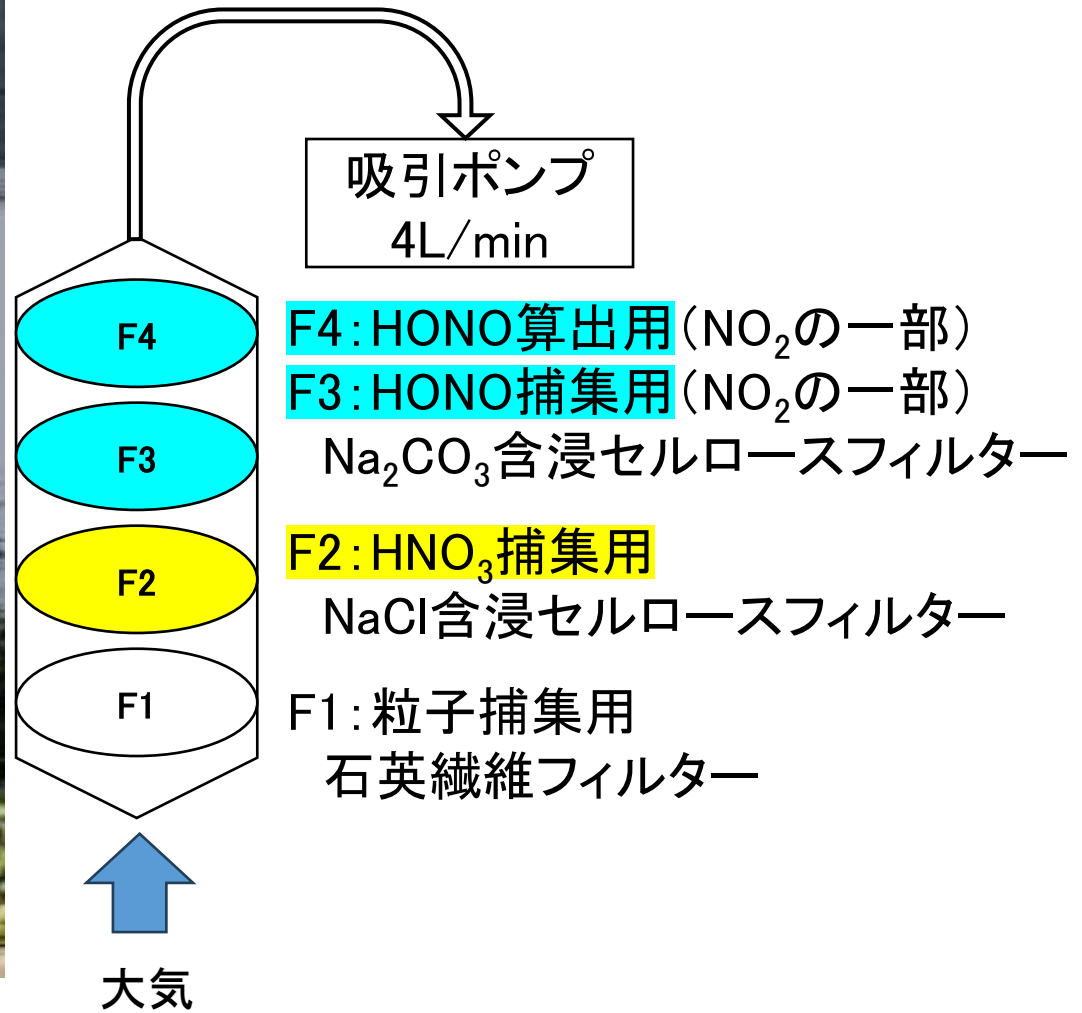 吸引ポンプ
4L/min
F4
F4：HONO算出用（NO₂の一部）
F3：HONO捕集用（NO₂の一部）
F3
Na₂CO₃含浸セルロースフィルター
F2：HNO₃捕集用
F2
NaCl含浸セルロースフィルター
F1
F1：粒子捕集用
石英繊維フィルター
大気